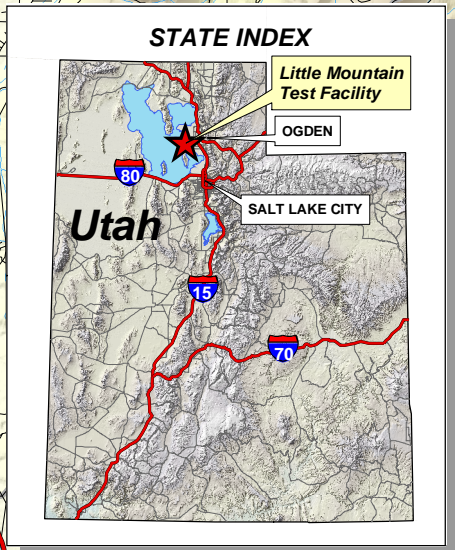 STATE INDEX
Little Mountain
Test Facility
OGDEN
80
SALT LAKE CITY
Utah
15
70